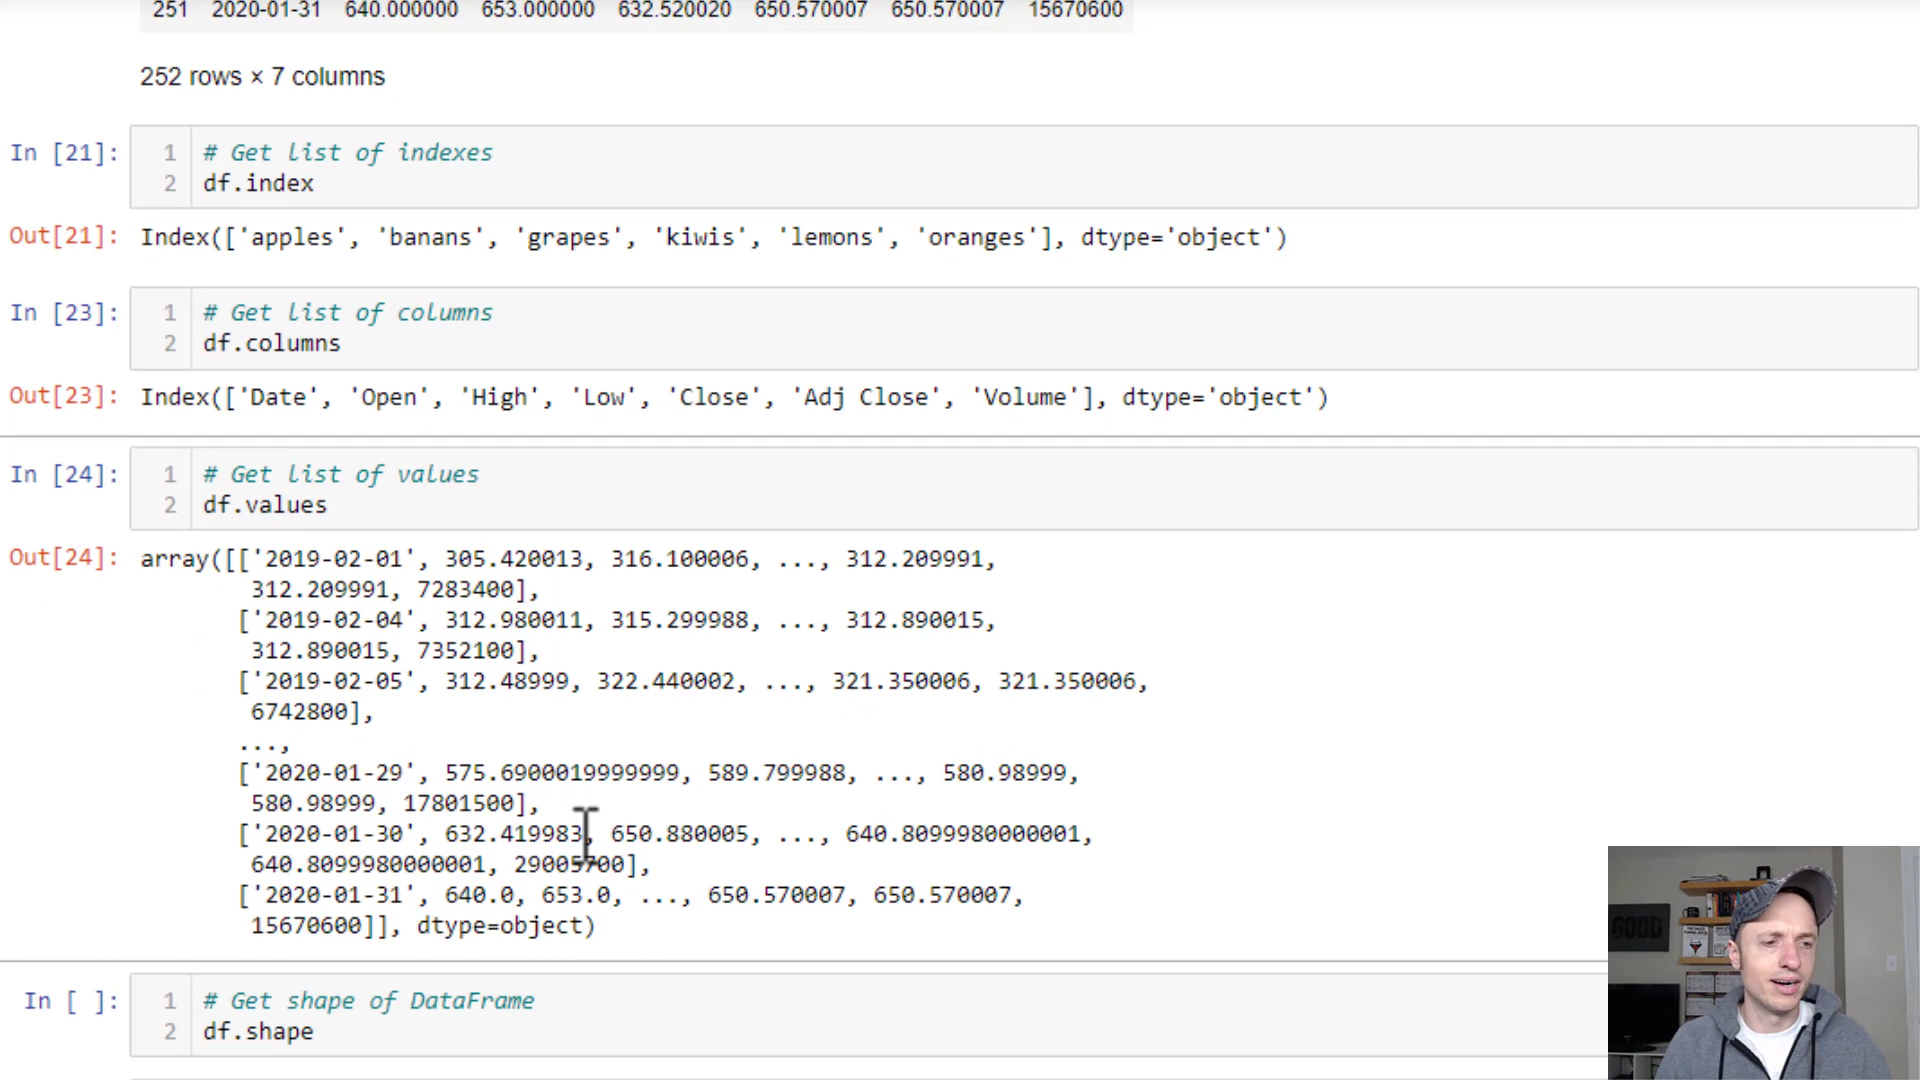 251 2020-01-31 640.000000 653.000000 632.520020 650.570007 650.570007 15670600
252 rows × 7 columns
In [21]: 1 # Get list of indexes
2 df.index
Out[21]: Index(['apples', 'banans', 'grapes', 'kiwis', 'lemons', 'oranges'], dtype='object')
In [23]: 1 # Get list of columns
2 df.columns
Out[23]: Index(['Date', 'Open', 'High', 'Low', 'Close', 'Adj Close', 'Volume'], dtype='object')
In [24]: 1 # Get list of values
2 df.values
Out[24]: array([['2019-02-01', 305.420013, 316.100006, ..., 312.209991,
312.209991, 7283400],
['2019-02-04', 312.980011, 315.299988, ..., 312.890015,
312.890015, 7352100],
['2019-02-05', 312.48999, 322.440002, ..., 321.350006, 321.350006,
6742800],
...,
['2020-01-29', 575.6900019999999, 589.799988, ..., 580.98999,
580.98999, 17801500],
['2020-01-30', 632.419983, 650.880005, ..., 640.8099980000001,
640.8099980000001, 29005700],
['2020-01-31', 640.0, 653.0, ..., 650.570007, 650.570007,
15670600]], dtype=object)
In [ ]: 1 # Get shape of DataFrame
2 df.shape
GOOD